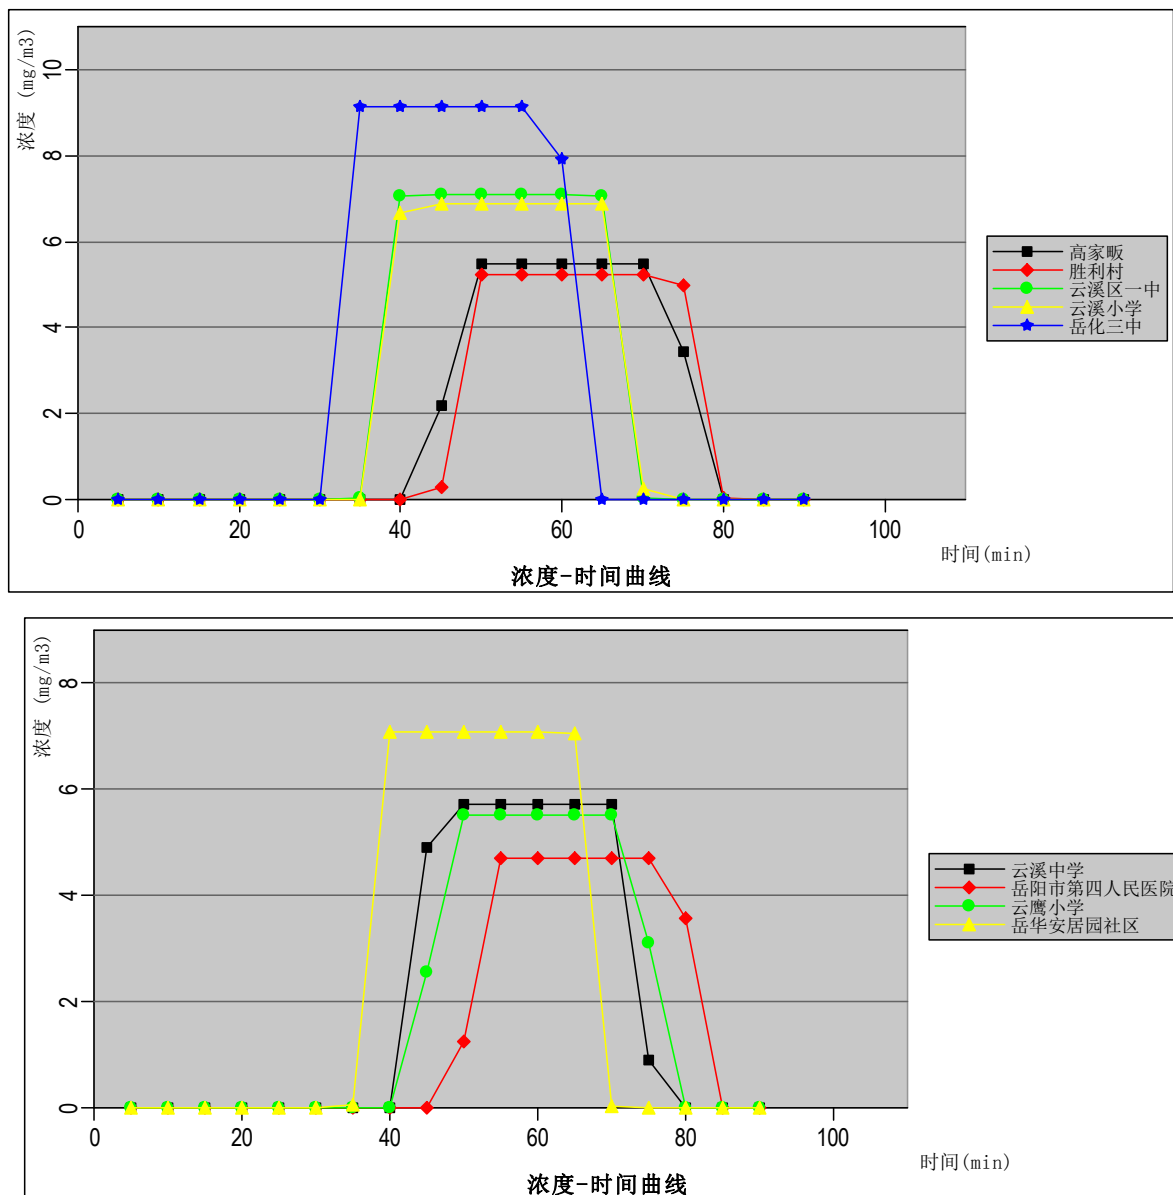 浓度 (mg/m3)
10
8
6
4
2
0
0
20
40
60
80
100
时间(min)
浓度-时间曲线
高家畈
胜利村
云溪区一中
云溪小学
岳化三中
浓度 (mg/m3)
8
6
4
2
0
0
20
40
60
80
100
时间(min)
浓度-时间曲线
云溪中学
岳阳市第四人民医院
云鹰小学
岳华安居园社区